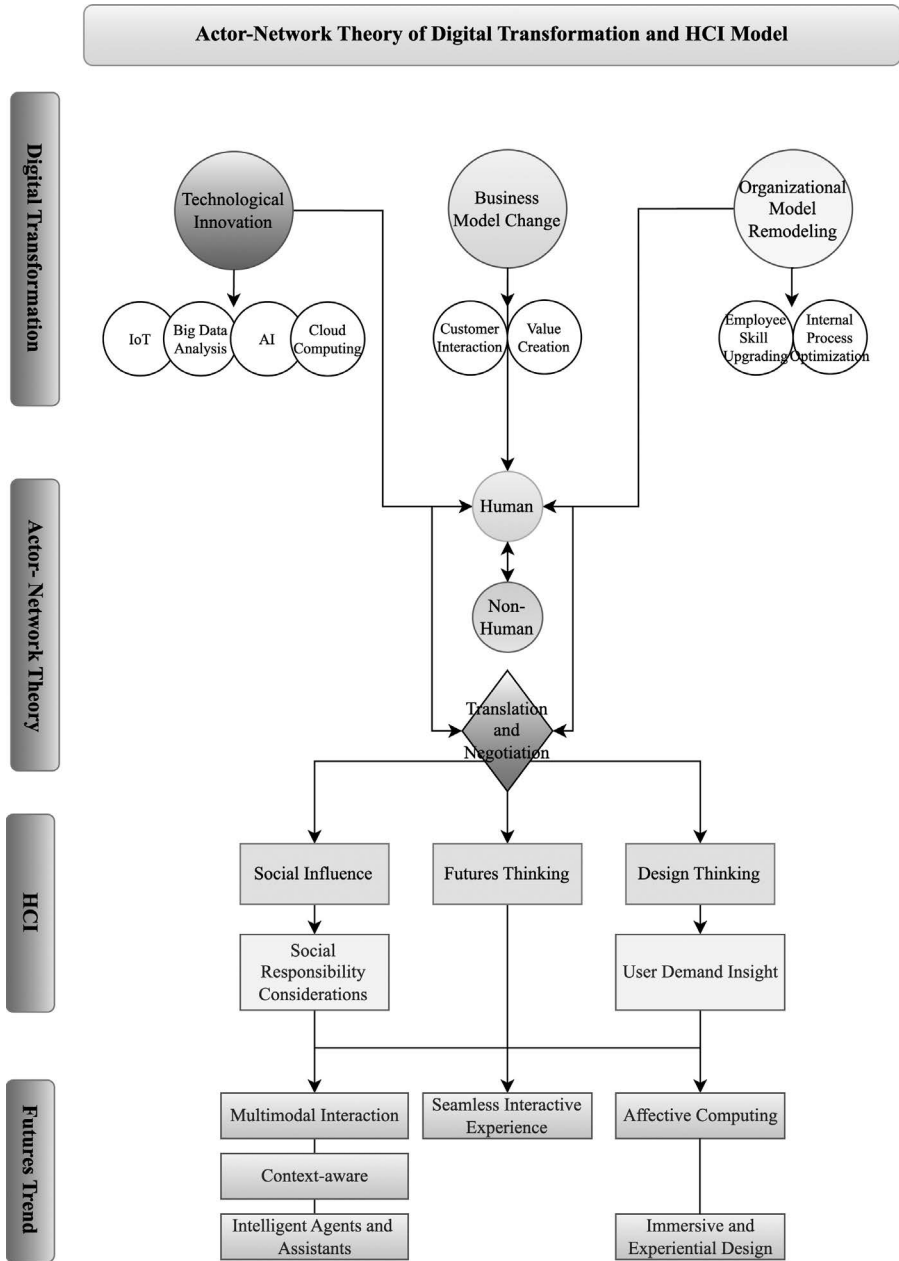 Actor-Network Theory of Digital Transformation and HCI Model
Digital Transformation
Technological
Innovation
Business
Model Change
Organizational
Model
Remodeling
IoT
Big Data
Analysis
AI
Cloud
Computing
Customer
Interaction
Value
Creation
Employee
Skill
Upgrading
Internal
Process
Optimization
Actor- Network Theory
Human
Non-
Human
Translation
and
Negotiation
HCI
Social Influence
Futures Thinking
Design Thinking
Social
Responsibility
Considerations
User Demand Insight
Futures Trend
Multimodal Interaction
Seamless Interactive
Experience
Affective Computing
Context-aware
Intelligent Agents and
Assistants
Immersive and
Experiential Design